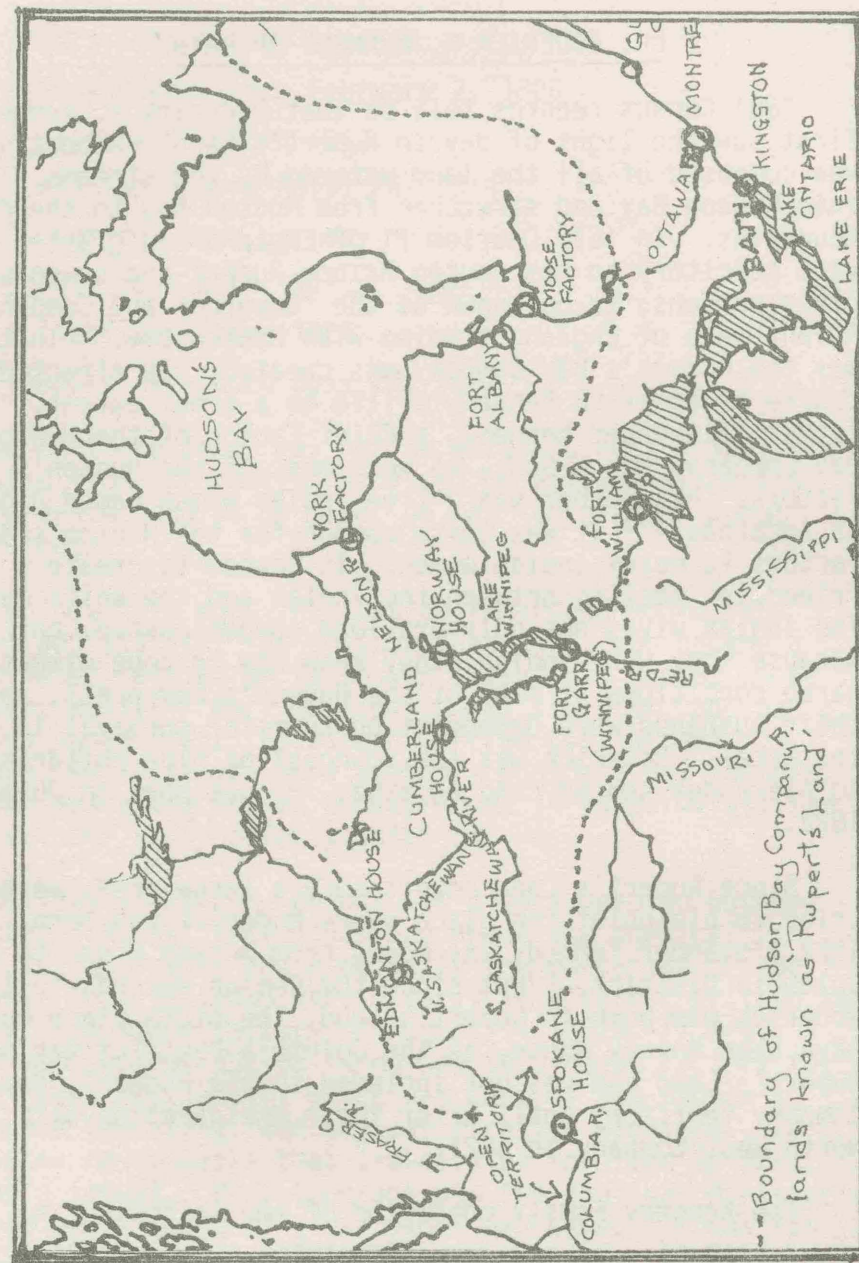 HUDSON'S
BAY
YORK
FACTORY
NELSON R.
NORWAY
HOUSE
LAKE
WINNIPEG
CUMBERLAND
HOUSE
EDMONTON HOUSE
N. SASKATCHEWAN RIVER
S. SASKATCHEWAN R.
FRASER R.
OPEN
TERRITORY
SPOKANE
HOUSE
COLUMBIA R.
FORT
GARRY
(WINNIPEG)
RED
R.
MISSOURI R.
MISSISSIPPI
FORT
WILLIAM
FORT
ALBANY
MOOSE
FACTORY
OTTAWA R.
MONTRE
BATH
KINGSTON
LAKE
ONTARIO
LAKE ERIE
--- Boundary of Hudson Bay Company
lands known as "Rupert's Land"